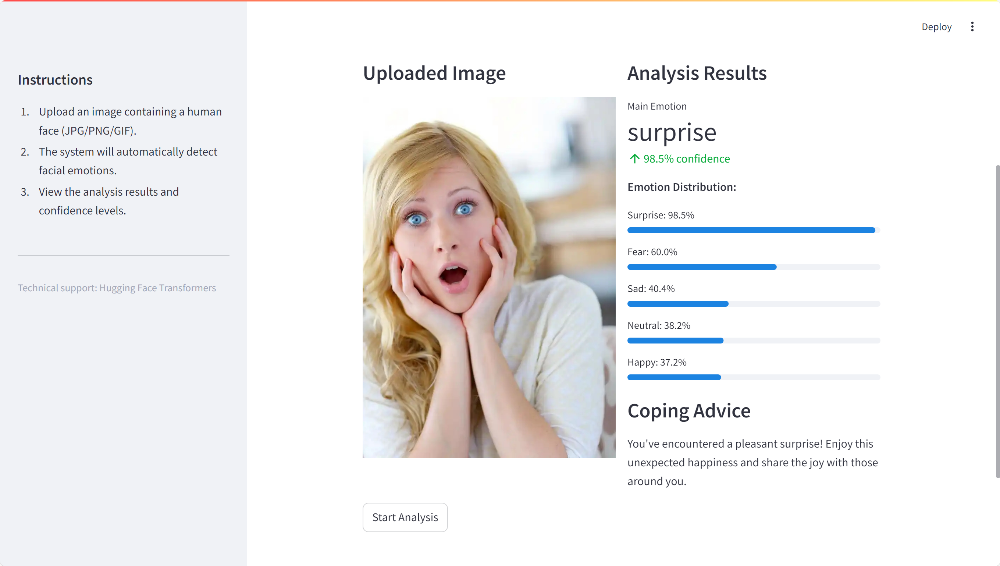 Deploy
Instructions
1. Upload an image containing a human
face (JPG/PNG/GIF).
2. The system will automatically detect
facial emotions.
3. View the analysis results and
confidence levels.
Technical support: Hugging Face Transformers
Uploaded Image
Start Analysis
Analysis Results
Main Emotion
surprise
↑ 98.5% confidence
Emotion Distribution:
Surprise: 98.5%
Fear: 60.0%
Sad: 40.4%
Neutral: 38.2%
Happy: 37.2%
Coping Advice
You've encountered a pleasant surprise! Enjoy this
unexpected happiness and share the joy with those
around you.